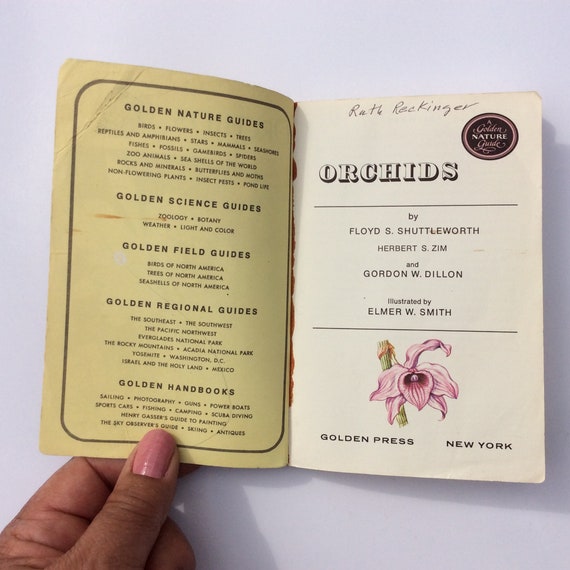 GOLDEN NATURE GUIDES
BIRDS • FLOWERS • INSECTS • TREES
REPTILES AND AMPHIBIANS • STARS • MAMMALS • SEASHORES
FISHES • FOSSILS • GAMEBIRDS • SPIDERS
ZOO ANIMALS • SEA SHELLS OF THE WORLD
ROCKS AND MINERALS • BUTTERFLIES AND MOTHS
NON-FLOWERING PLANTS • INSECT PESTS • POND LIFE
GOLDEN SCIENCE GUIDES
ZOOLOGY • BOTANY
WEATHER • LIGHT AND COLOR
GOLDEN FIELD GUIDES
BIRDS OF NORTH AMERICA
TREES OF NORTH AMERICA
SEASHELLS OF NORTH AMERICA
GOLDEN REGIONAL GUIDES
THE SOUTHEAST • THE SOUTHWEST
THE PACIFIC NORTHWEST
EVERGLADES NATIONAL PARK
THE ROCKY MOUNTAINS • ACADIA NATIONAL PARK
YOSEMITE • WASHINGTON, D.C.
ISRAEL AND THE HOLY LAND • MEXICO
GOLDEN HANDBOOKS
SAILING • PHOTOGRAPHY • GUNS • POWER BOATS
SPORTS CARS • FISHING • CAMPING • SCUBA DIVING
HENRY GASSER'S GUIDE TO PAINTING
THE SKY OBSERVER'S GUIDE • SKIING • ANTIQUES
Ruth Reckinger
A
Golden
NATURE
Guide
ORCHIDS
by
FLOYD S. SHUTTLEWORTH
HERBERT S. ZIM
and
GORDON W. DILLON
Illustrated by
ELMER W. SMITH
GOLDEN PRESS NEW YORK